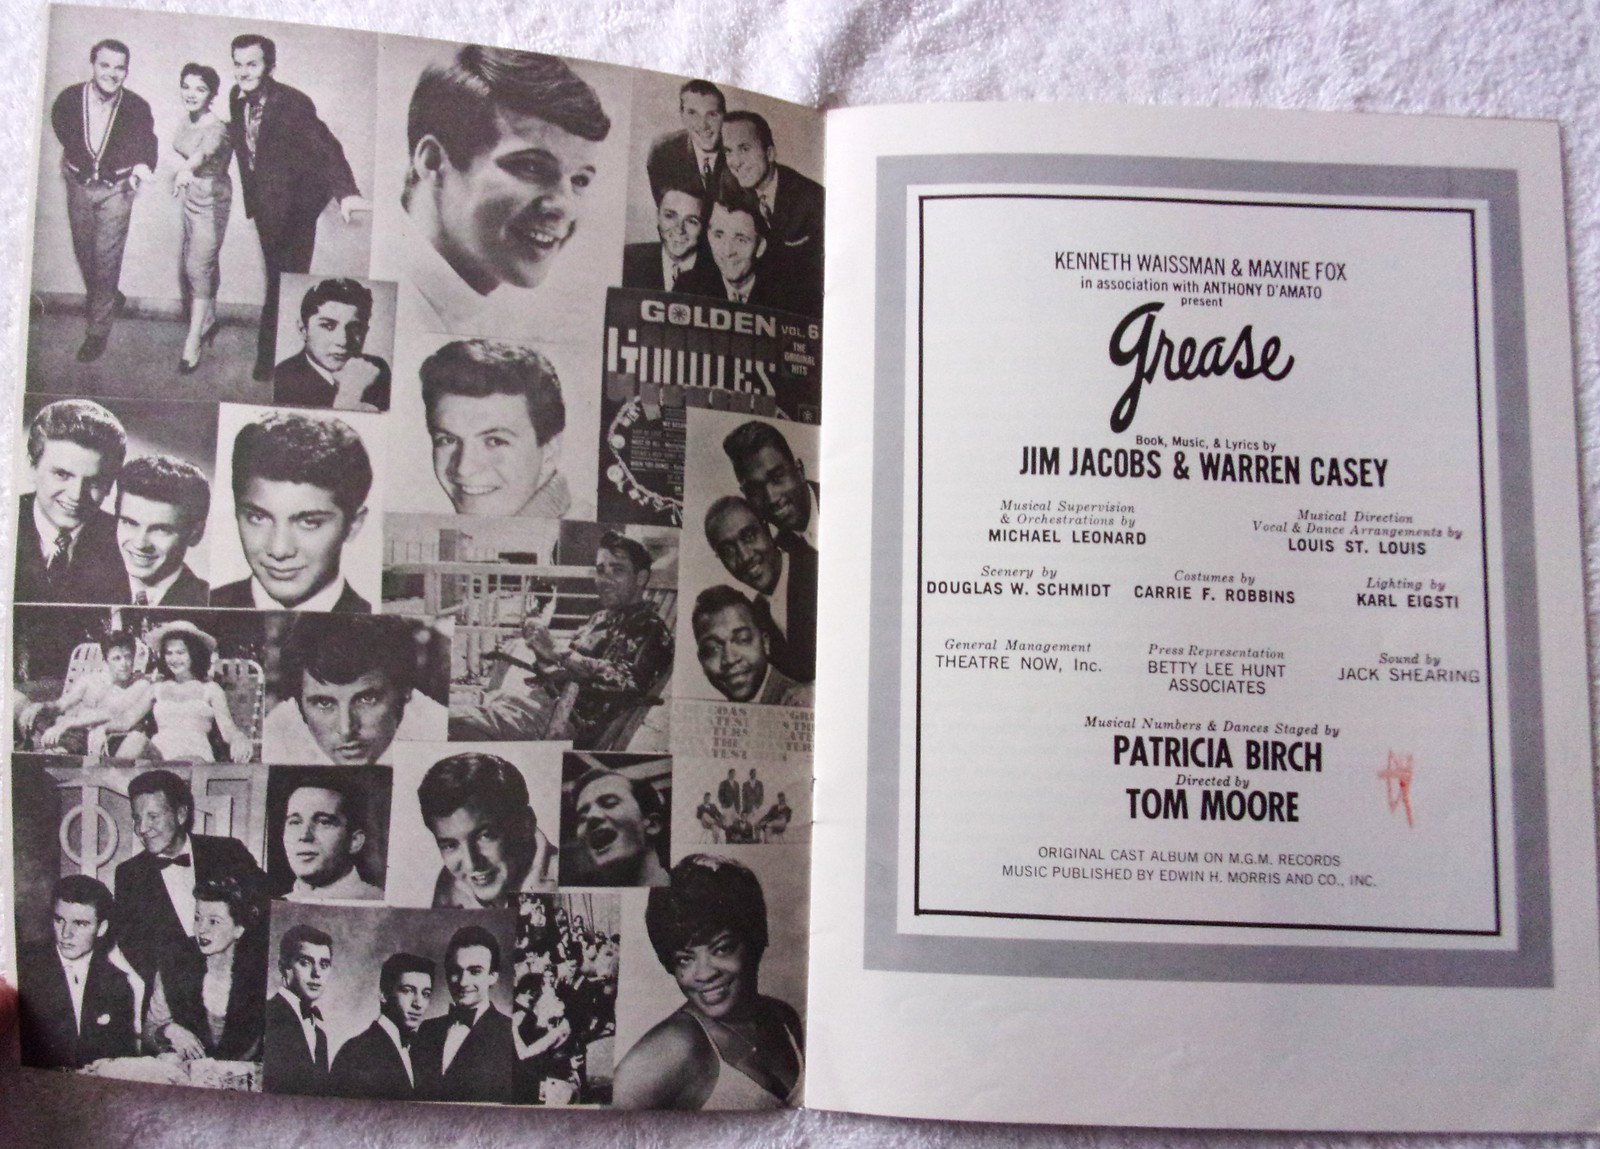 GOLDEN VOL. 6
THE
ORIGINAL
HITS
KENNETH WAISSMAN & MAXINE FOX
in association with ANTHONY D'AMATO
present
Grease
Book, Music, & Lyrics by
JIM JACOBS & WARREN CASEY
Musical Supervision
& Orchestrations by
MICHAEL LEONARD
Musical Direction
Vocal & Dance Arrangements by
LOUIS ST. LOUIS
Scenery by
DOUGLAS W. SCHMIDT
Costumes by
CARRIE F. ROBBINS
Lighting by
KARL EIGSTI
General Management
THEATRE NOW, Inc.
Press Representation
BETTY LEE HUNT
ASSOCIATES
Sound by
JACK SHEARING
Musical Numbers & Dances Staged by
PATRICIA BIRCH
Directed by
TOM MOORE
ORIGINAL CAST ALBUM ON M.G.M. RECORDS
MUSIC PUBLISHED BY EDWIN H. MORRIS AND CO., INC.